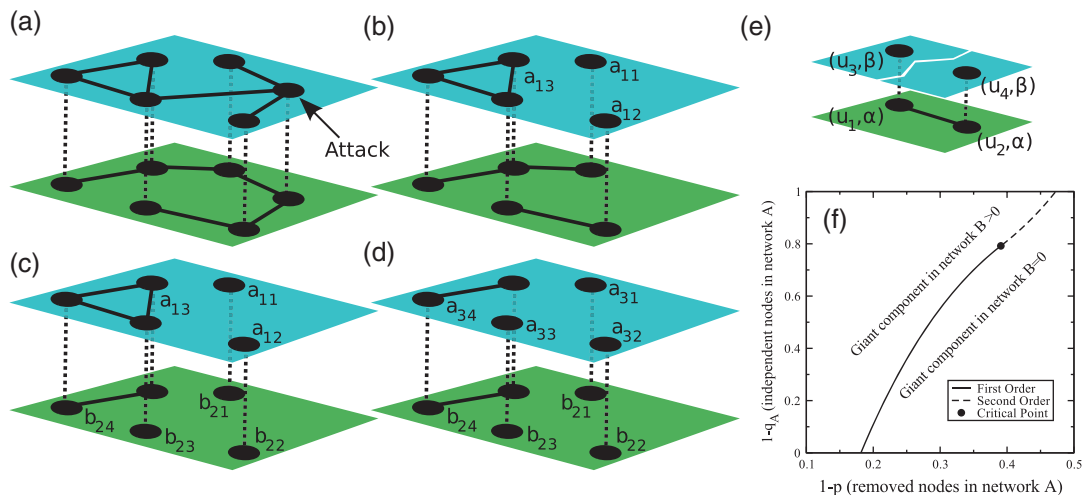 (a)
Attack
(b)
a11
a13
a12
(e)
(u3,β)
(u4,β)
(u1,α)
(u2,α)
(c)
a11
a13
a12
b21
b24
b23
b22
(d)
a31
a34
a33
a32
b21
b24
b23
b22
(f)
1-qA (independent nodes in network A)
1
0.8
0.6
0.4
0.2
0
Giant component in network B >0
Giant component in network B=0
First Order
Second Order
Critical Point
0.1 0.2 0.3 0.4 0.5
1-p (removed nodes in network A)